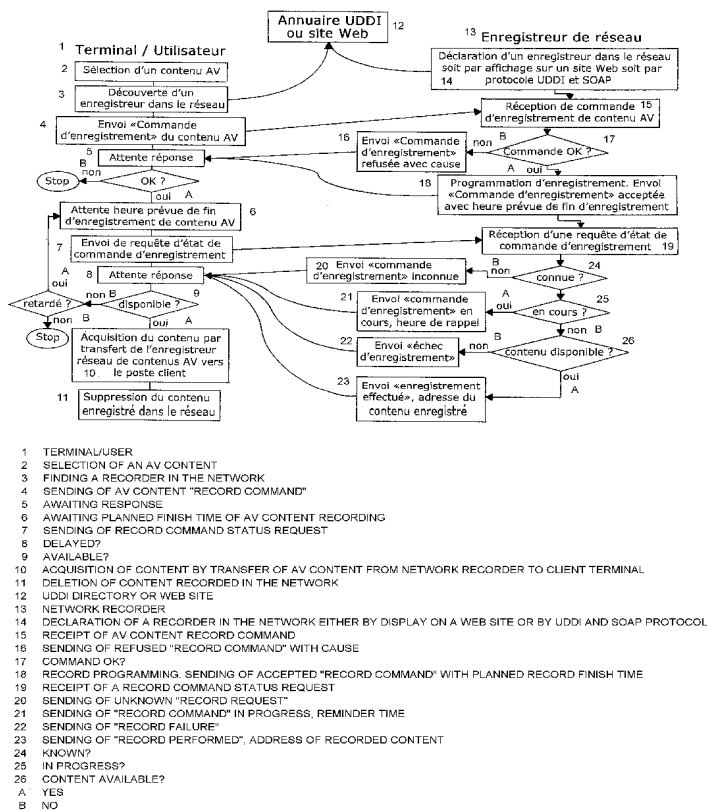 Annuaire UDDI
ou site Web
12
1 Terminal / Utilisateur
13 Enregistreur de réseau
2 Sélection d'un contenu AV
Déclaration d'un enregistreur dans le réseau
soit par affichage sur un site Web soit par
14 protocole UDDI et SOAP
3 Découverte d'un
enregistreur dans le réseau
Réception de commande 15
d'enregistrement de contenu AV
4 Envoi «Commande
d'enregistrement» du contenu AV
16 Envoi «Commande
d'enregistrement»
refusée avec cause
B
non
Commande OK ?
17
5 Attente réponse
B
non
Stop
OK ?
oui A
A oui
18 Programmation d'enregistrement. Envoi
«Commande d'enregistrement» acceptée
avec heure prévue de fin d'enregistrement
Attente heure prévue de fin
d'enregistrement de contenu AV
6
7 Envoi de requête d'état de
commande d'enregistrement
Réception d'une requête d'état de
commande d'enregistrement 19
8 Attente réponse
20 Envoi «commande
d'enregistrement» inconnue
B
non
connue ?
24
A
oui
retardé ?
non B
disponible ?
9
oui A
non B
Stop
21 Envoi «commande
d'enregistrement» en
cours, heure de rappel
A
oui
en cours ?
25
non B
22 Envoi «échec
d'enregistrement»
non
B
contenu disponible ?
26
oui
A
Acquisition du contenu par
transfert de l'enregistreur
réseau de contenus AV vers
10. le poste client
23 Envoi «enregistrement
effectué», adresse du
contenu enregistré
11 Suppression du contenu
enregistré dans le réseau
1 TERMINAL/USER
2 SELECTION OF AN AV CONTENT
3 FINDING A RECORDER IN THE NETWORK
4 SENDING OF AV CONTENT "RECORD COMMAND"
5 AWAITING RESPONSE
6 AWAITING PLANNED FINISH TIME OF AV CONTENT RECORDING
7 SENDING OF RECORD COMMAND STATUS REQUEST
8 DELAYED?
9 AVAILABLE?
10 ACQUISITION OF CONTENT BY TRANSFER OF AV CONTENT FROM NETWORK RECORDER TO CLIENT TERMINAL
11 DELETION OF CONTENT RECORDED IN THE NETWORK
12 UDDI DIRECTORY OR WEB SITE
13 NETWORK RECORDER
14 DECLARATION OF A RECORDER IN THE NETWORK EITHER BY DISPLAY ON A WEB SITE OR BY UDDI AND SOAP PROTOCOL
15 RECEIPT OF AV CONTENT RECORD COMMAND
16 SENDING OF REFUSED "RECORD COMMAND" WITH CAUSE
17 COMMAND OK?
18 RECORD PROGRAMMING. SENDING OF ACCEPTED "RECORD COMMAND" WITH PLANNED RECORD FINISH TIME
19 RECEIPT OF A RECORD COMMAND STATUS REQUEST
20 SENDING OF UNKNOWN "RECORD REQUEST"
21 SENDING OF "RECORD COMMAND" IN PROGRESS, REMINDER TIME
22 SENDING OF "RECORD FAILURE"
23 SENDING OF "RECORD PERFORMED", ADDRESS OF RECORDED CONTENT
24 KNOWN?
25 IN PROGRESS?
26 CONTENT AVAILABLE?
A YES
B NO